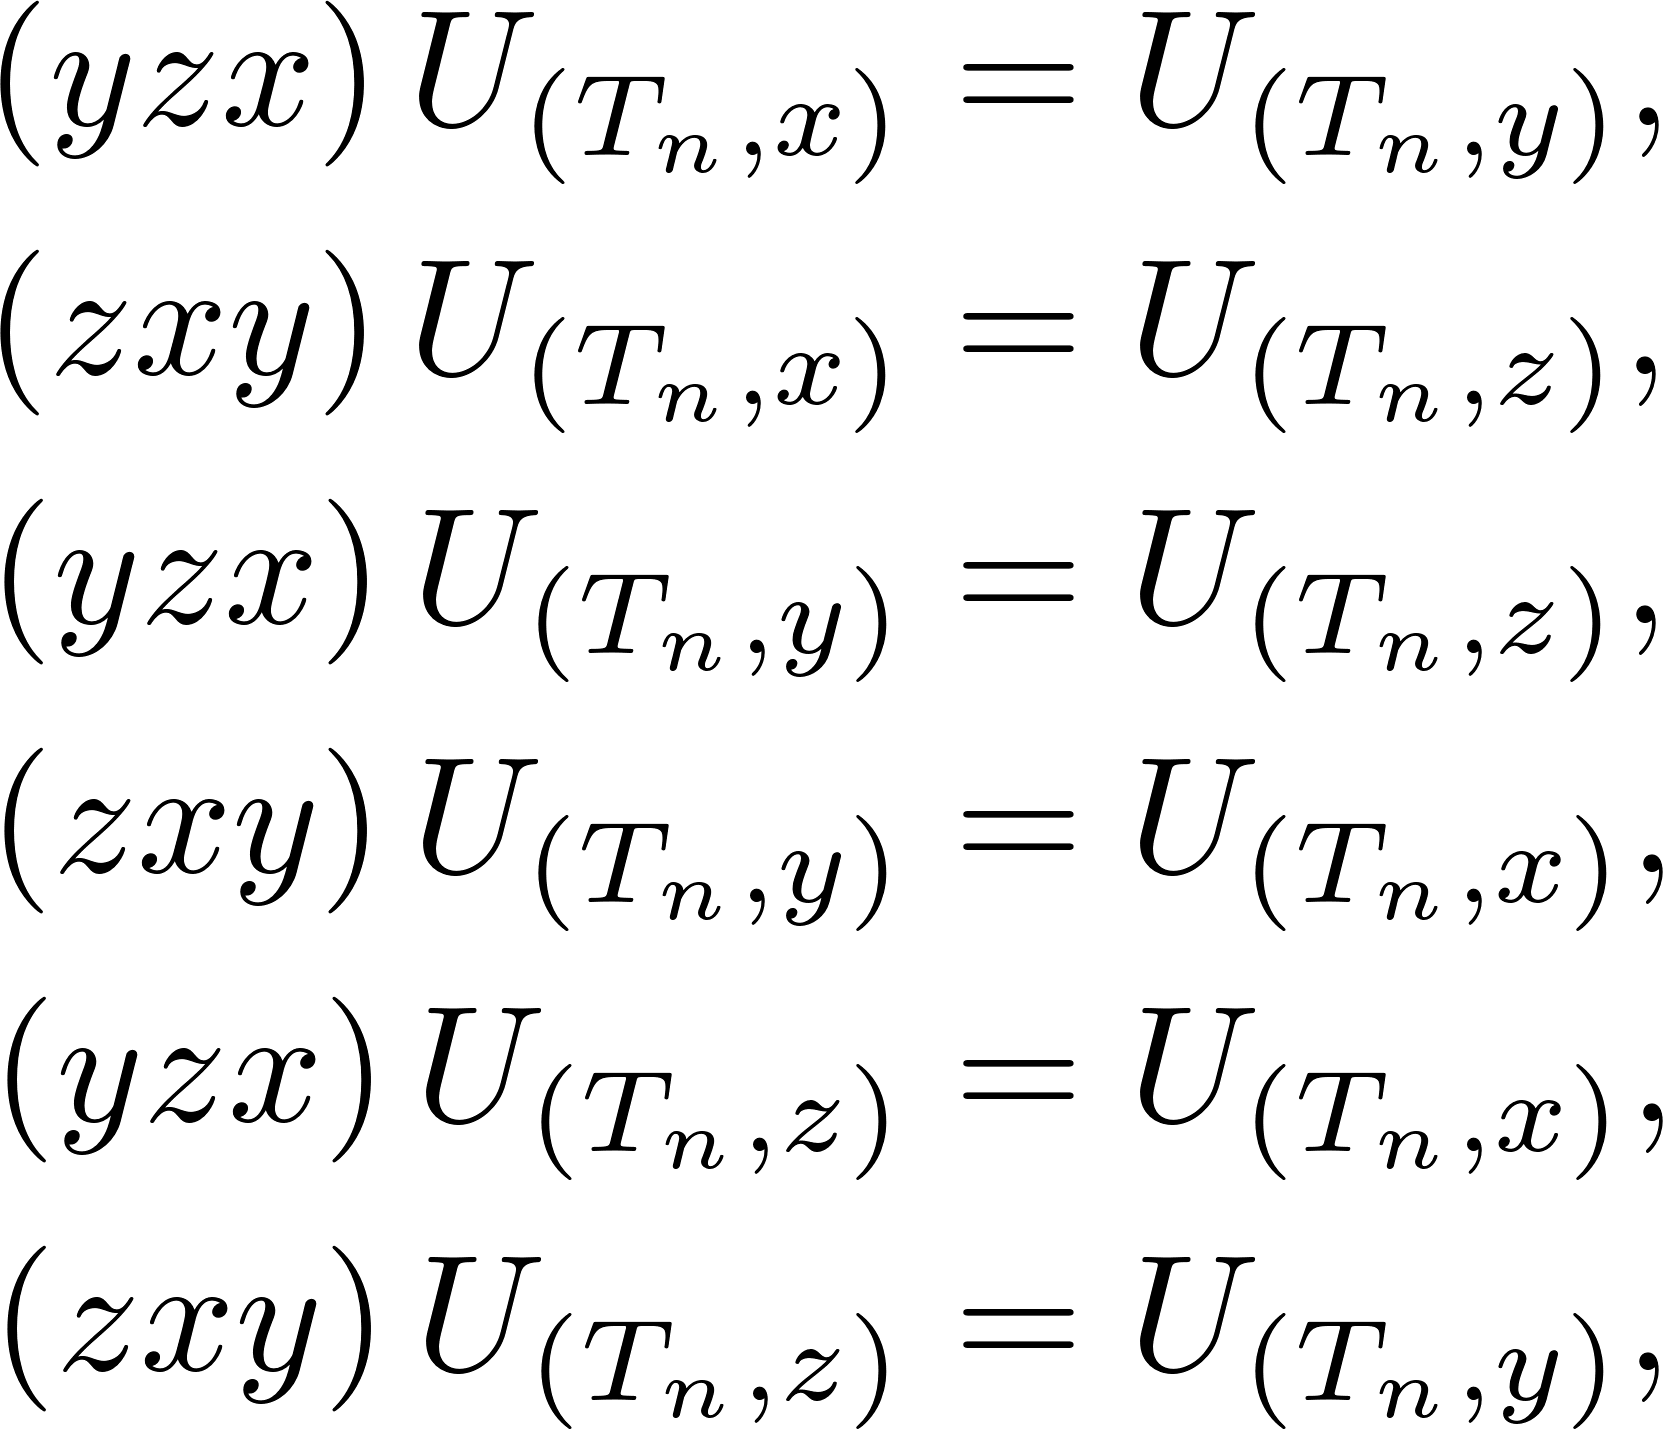 (yzx) U_{(T_n,x)} = U_{(T_n,y)},
(zxy) U_{(T_n,x)} = U_{(T_n,z)},
(yzx) U_{(T_n,y)} = U_{(T_n,z)},
(zxy) U_{(T_n,y)} = U_{(T_n,x)},
(yzx) U_{(T_n,z)} = U_{(T_n,x)},
(zxy) U_{(T_n,z)} = U_{(T_n,y)},